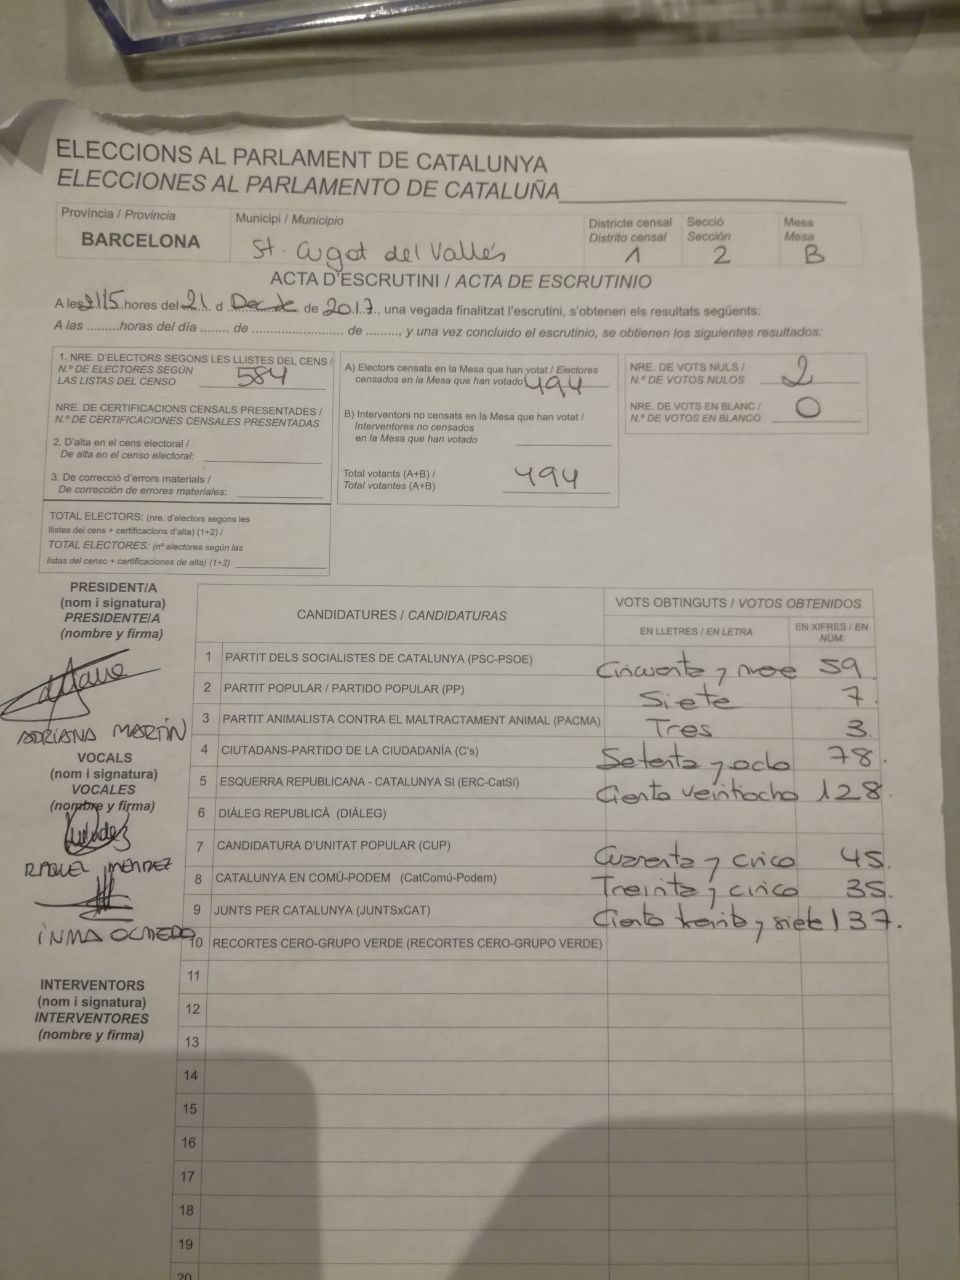 ELECCIONS AL PARLAMENT DE CATALUNYA
ELECCIONES AL PARLAMENTO DE CATALUÑA
Província / Provincia
BARCELONA
Municipi / Municipio
St. Cugat del Vallés
Districte censal
Distrito censal
1
Secció
Sección
2
Mesa
Mesa
B
ACTA D'ESCRUTINI / ACTA DE ESCRUTINIO
A les 21'15 hores del 21 d de 2017, una vegada finalitzat l'escrutini, s'obtenen els resultats següents:
A las .........horas del día ........ de ........................ de ........., y una vez concluido el escrutinio, se obtienen los siguientes resultados:
1. NRE. D'ELECTORS SEGONS LES LLISTES DEL CENS /
N.º DE ELECTORES SEGÚN
LAS LISTAS DEL CENSO 584
NRE. DE CERTIFICACIONS CENSALS PRESENTADES /
N.º DE CERTIFICACIONES CENSALES PRESENTADAS
2. D'alta en el cens electoral /
De alta en el censo electoral:
3. De correcció d'errors materials /
De corrección de errores materiales:
TOTAL ELECTORS: (nre. d'electors segons les
llistes del cens + certificacions d'alta) (1+2) /
TOTAL ELECTORES: (nº electores según las
listas del censo + certificaciones de alta) (1+2)
A) Electors censats en la Mesa que han votat / Electores
censados en la Mesa que han votado 494
B) Interventors no censats en la Mesa que han votat /
Interventores no censados
en la Mesa que han votado
Total votants (A+B) /
Total votantes (A+B) 494
NRE. DE VOTS NULS /
N.º DE VOTOS NULOS 2
NRE. DE VOTS EN BLANC /
N.º DE VOTOS EN BLANCO 0
PRESIDENT/A
(nom i signatura)
PRESIDENTE/A
(nombre y firma)
ADRIANA MARTÍN
VOCALS
(nom i signatura)
VOCALES
(nombre y firma)
RAQUEL MENDEZ
INMA OLMEDO
INTERVENTORS
(nom i signatura)
INTERVENTORES
(nombre y firma)
CANDIDATURES / CANDIDATURAS
VOTS OBTINGUTS / VOTOS OBTENIDOS
EN LLETRES / EN LETRA
EN XIFRES / EN
NÚM.
1 PARTIT DELS SOCIALISTES DE CATALUNYA (PSC-PSOE) Cincuenta y nueve 59
2 PARTIT POPULAR / PARTIDO POPULAR (PP) Siete 7
3 PARTIT ANIMALISTA CONTRA EL MALTRACTAMENT ANIMAL (PACMA) Tres 3.
4 CIUTADANS-PARTIDO DE LA CIUDADANÍA (C's) Setenta y ocho 78.
5 ESQUERRA REPUBLICANA - CATALUNYA SI (ERC-CatSí) Ciento veintiocho 128.
6 DIÀLEG REPUBLICÀ (DIÀLEG)
7 CANDIDATURA D'UNITAT POPULAR (CUP) Cuarenta y cinco 45.
8 CATALUNYA EN COMÚ-PODEM (CatComú-Podem) Treinta y cinco 35.
9 JUNTS PER CATALUNYA (JUNTSxCAT) Ciento treinta y siete 137.
10 RECORTES CERO-GRUPO VERDE (RECORTES CERO-GRUPO VERDE)
11
12
13
14
15
16
17
18
19
20